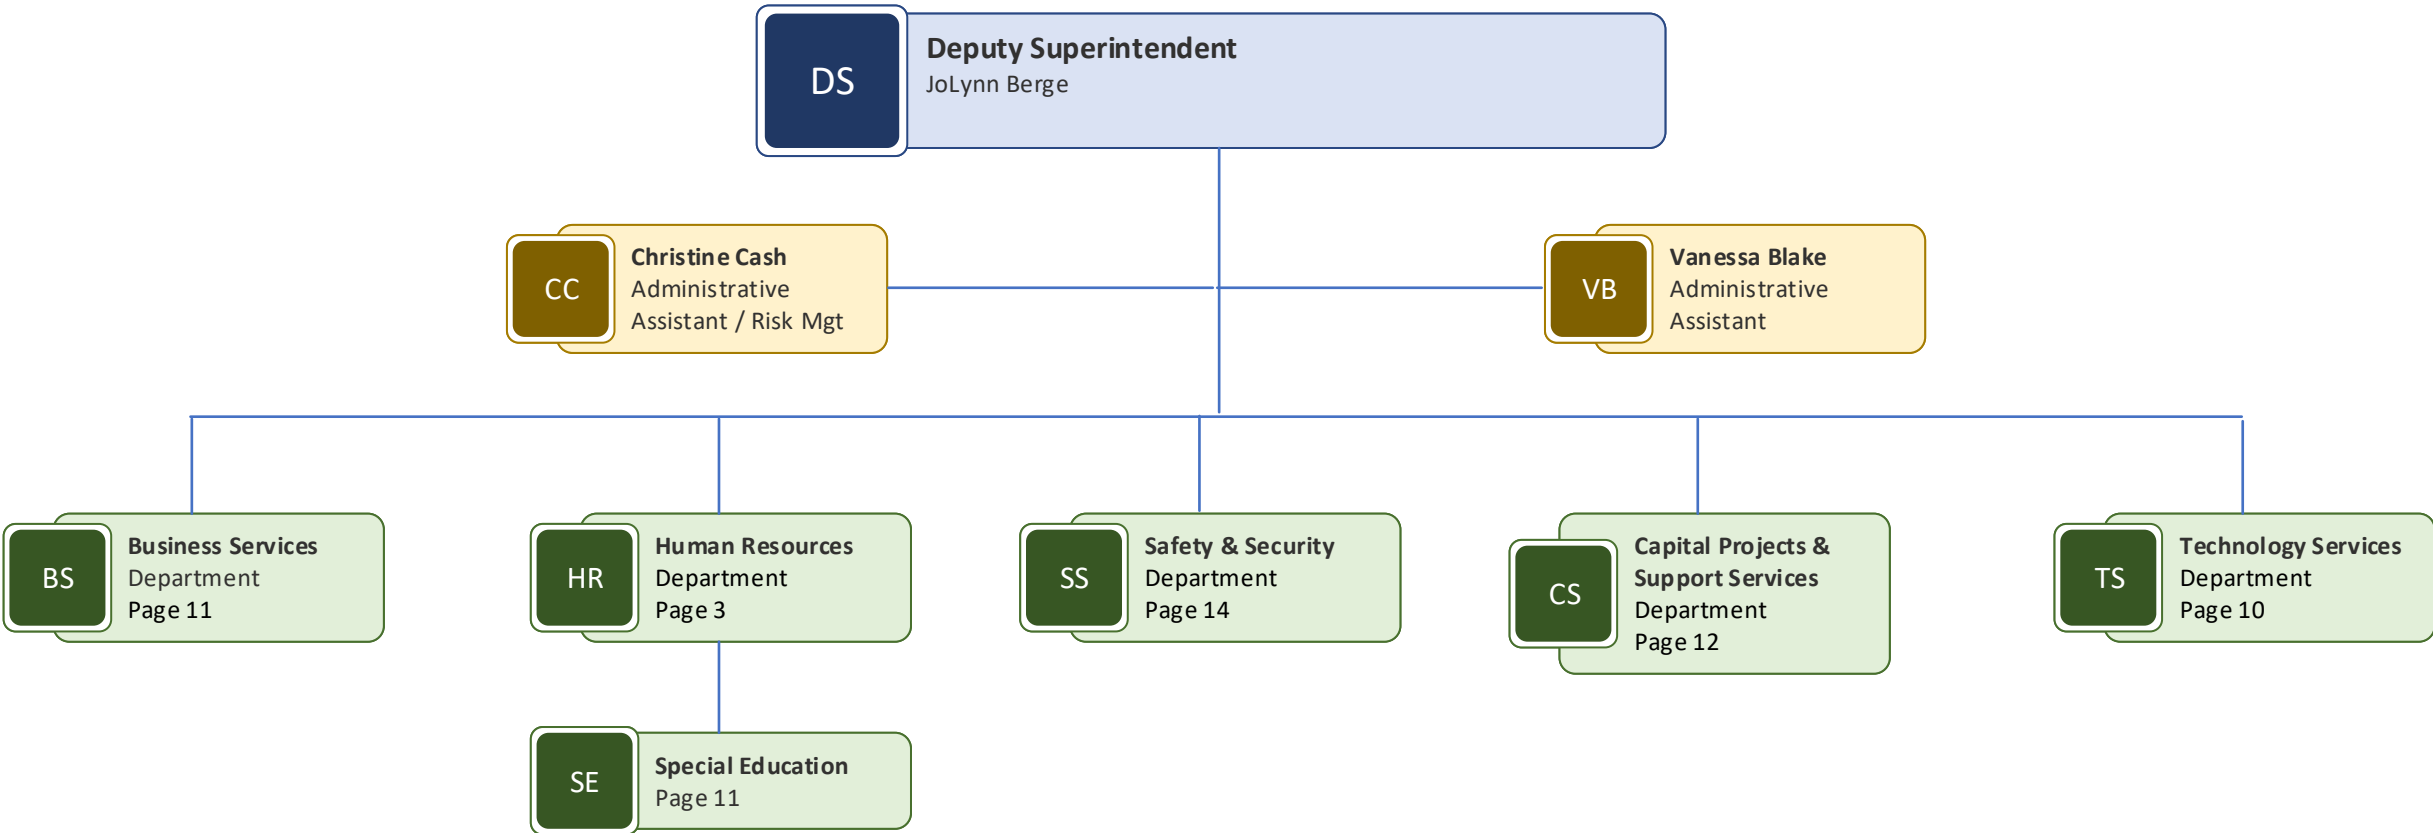 DS
Deputy Superintendent
JoLynn Berge
CC
Christine Cash
Administrative
Assistant / Risk Mgt
VB
Vanessa Blake
Administrative
Assistant
BS
Business Services
Department
Page 11
HR
Human Resources
Department
Page 3
SS
Safety & Security
Department
Page 14
CS
Capital Projects &
Support Services
Department
Page 12
TS
Technology Services
Department
Page 10
SE
Special Education
Page 11